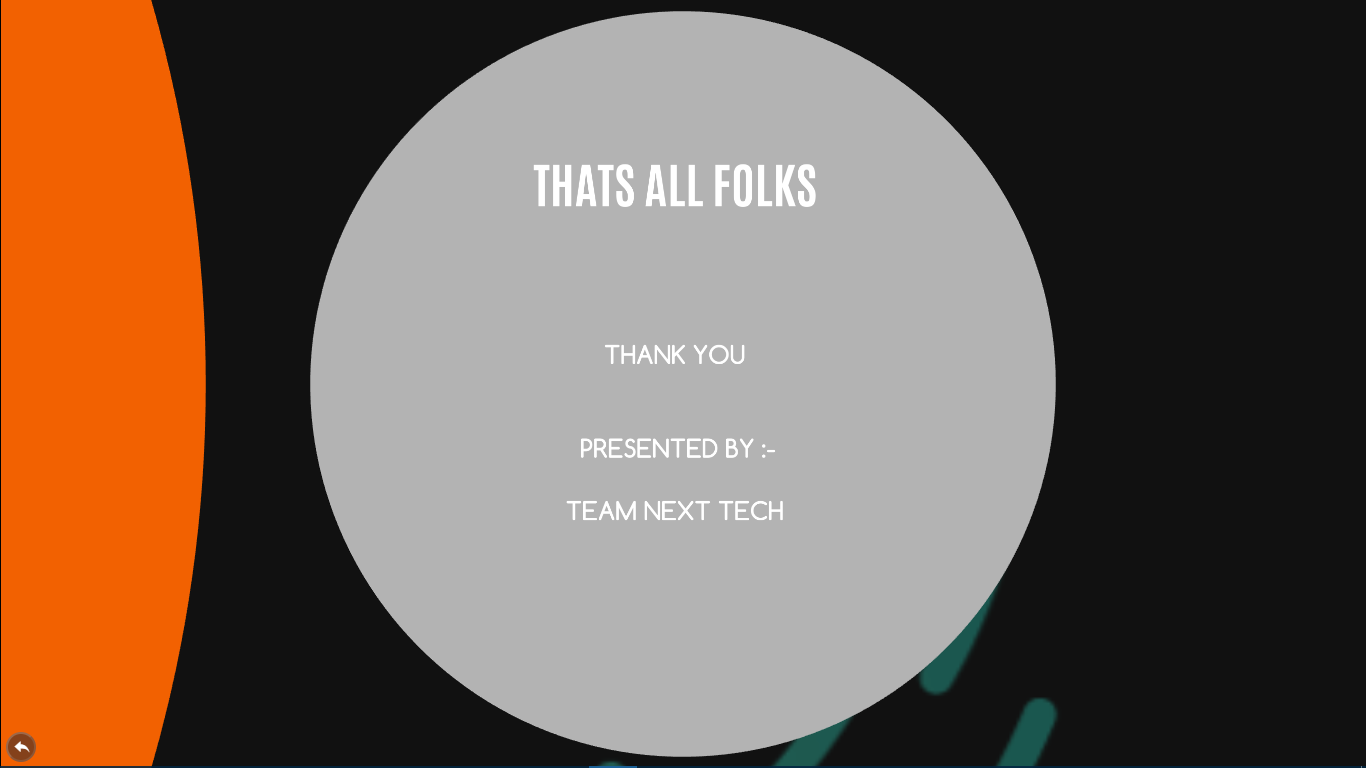 THATS ALL FOLKS
THANK YOU
PRESENTED BY :-
TEAM NEXT TECH